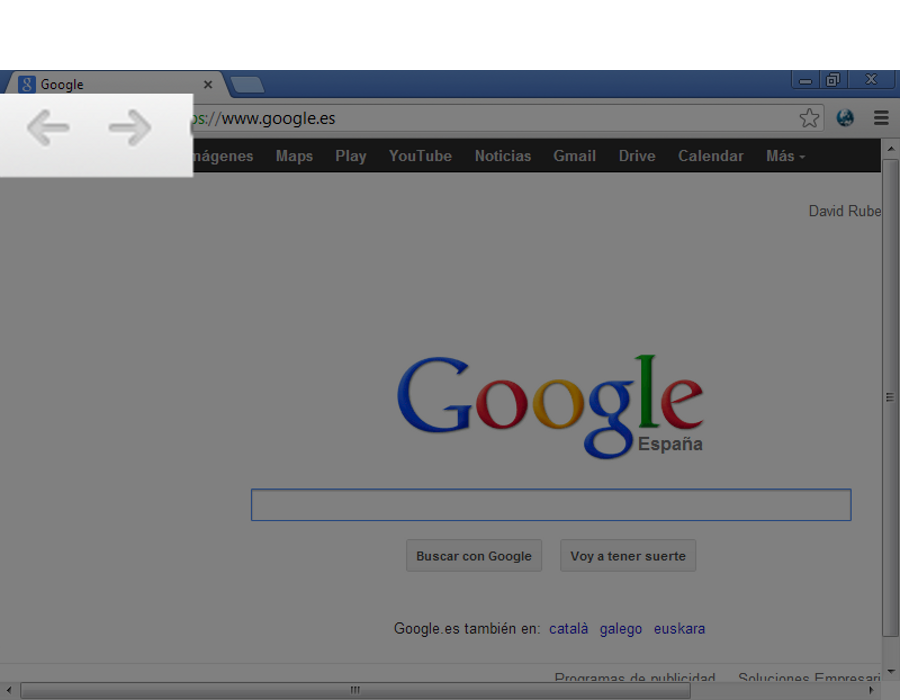 Google
ps://www.google.es
mágenes Maps Play YouTube Noticias Gmail Drive Calendar Más
David Rube
Google
España
Buscar con Google Voy a tener suerte
Google.es también en: català galego euskara
Programas de publicidad Soluciones Empresari